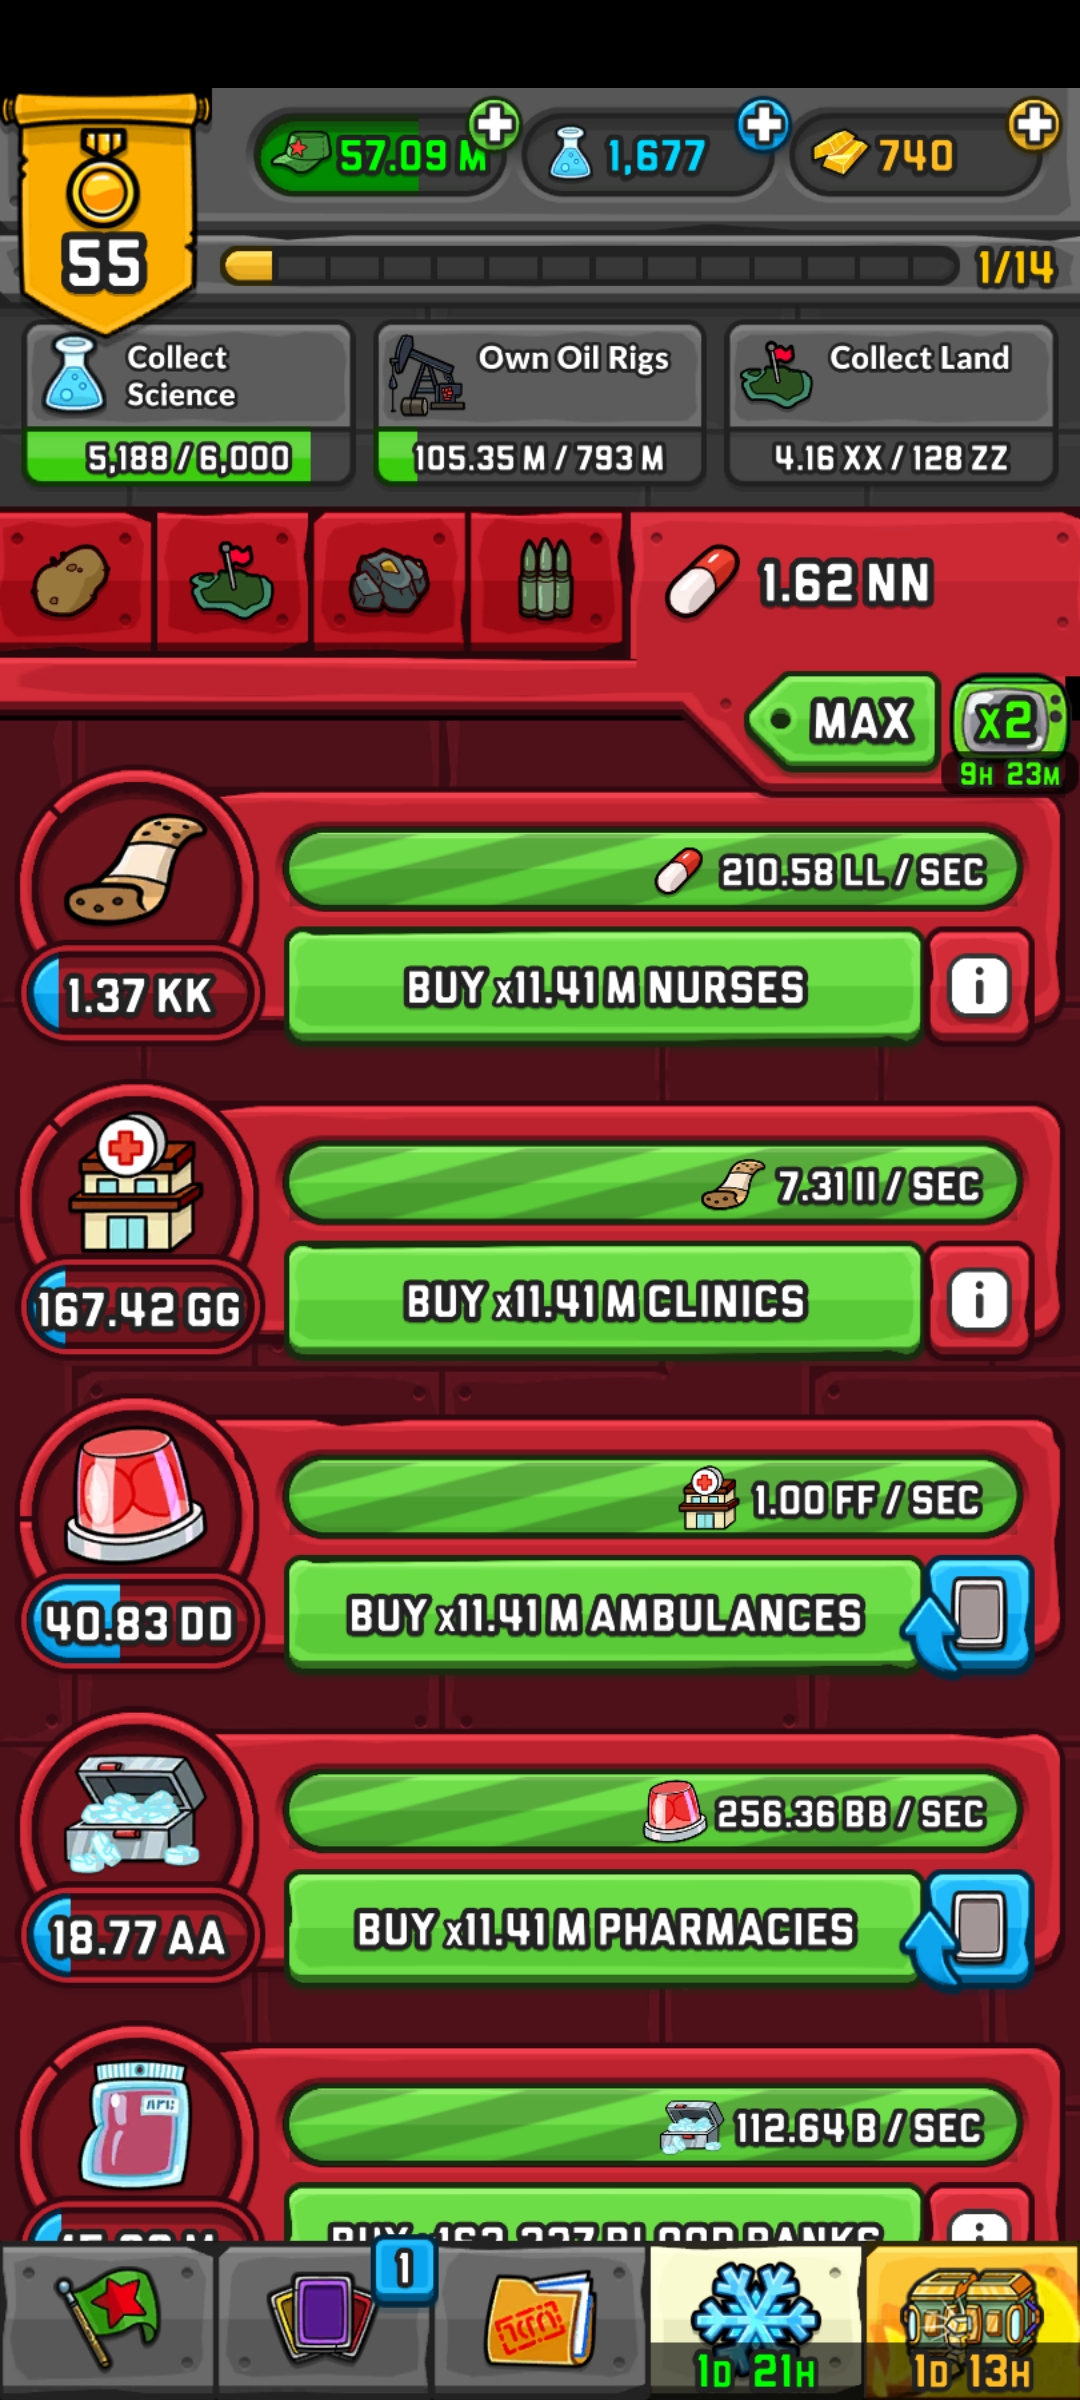 57.09 M
1,677
740
55
1/14
Collect
Science
5,188 / 6,000
Own Oil Rigs
105.35 M / 793 M
Collect Land
4.16 XX / 128 ZZ
1.62 NN
MAX
x2
9H 23M
210.58 LL / SEC
1.37 KK
BUY x11.41 M NURSES
i
7.31 II / SEC
167.42 GG
BUY x11.41 M CLINICS
i
1.00 FF / SEC
40.83 DD
BUY x11.41 M AMBULANCES
256.36 BB / SEC
18.77 AA
BUY x11.41 M PHARMACIES
112.64 B / SEC
BUY BLOOD BANKS
i
1
1D 21H
1D 13H